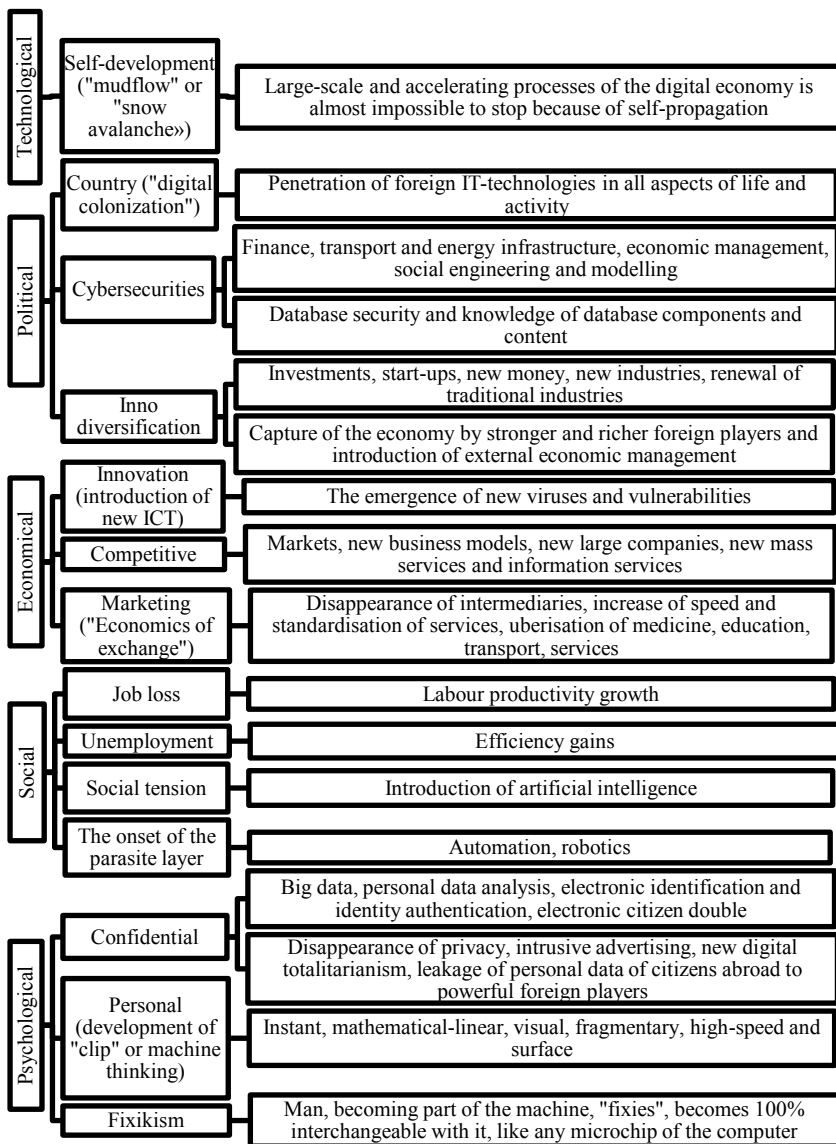 Technological
Self-development
("mudflow" or
"snow
avalanche»)
Large-scale and accelerating processes of the digital economy is
almost impossible to stop because of self-propagation
Political
Country ("digital
colonization")
Penetration of foreign IT-technologies in all aspects of life and
activity
Cybersecurities
Finance, transport and energy infrastructure, economic management,
social engineering and modelling
Database security and knowledge of database components and
content
Inno
diversification
Investments, start-ups, new money, new industries, renewal of
traditional industries
Capture of the economy by stronger and richer foreign players and
introduction of external economic management
Economical
Innovation
(introduction of
new ICT)
The emergence of new viruses and vulnerabilities
Competitive
Markets, new business models, new large companies, new mass
services and information services
Marketing
("Economics of
exchange")
Disappearance of intermediaries, increase of speed and
standardisation of services, uberisation of medicine, education,
transport, services
Social
Job loss
Labour productivity growth
Unemployment
Efficiency gains
Social tension
Introduction of artificial intelligence
The onset of the
parasite layer
Automation, robotics
Psychological
Confidential
Big data, personal data analysis, electronic identification and
identity authentication, electronic citizen double
Disappearance of privacy, intrusive advertising, new digital
totalitarianism, leakage of personal data of citizens abroad to
powerful foreign players
Personal
(development of
"clip" or machine
thinking)
Instant, mathematical-linear, visual, fragmentary, high-speed and
surface
Fixikism
Man, becoming part of the machine, "fixies", becomes 100%
interchangeable with it, like any microchip of the computer